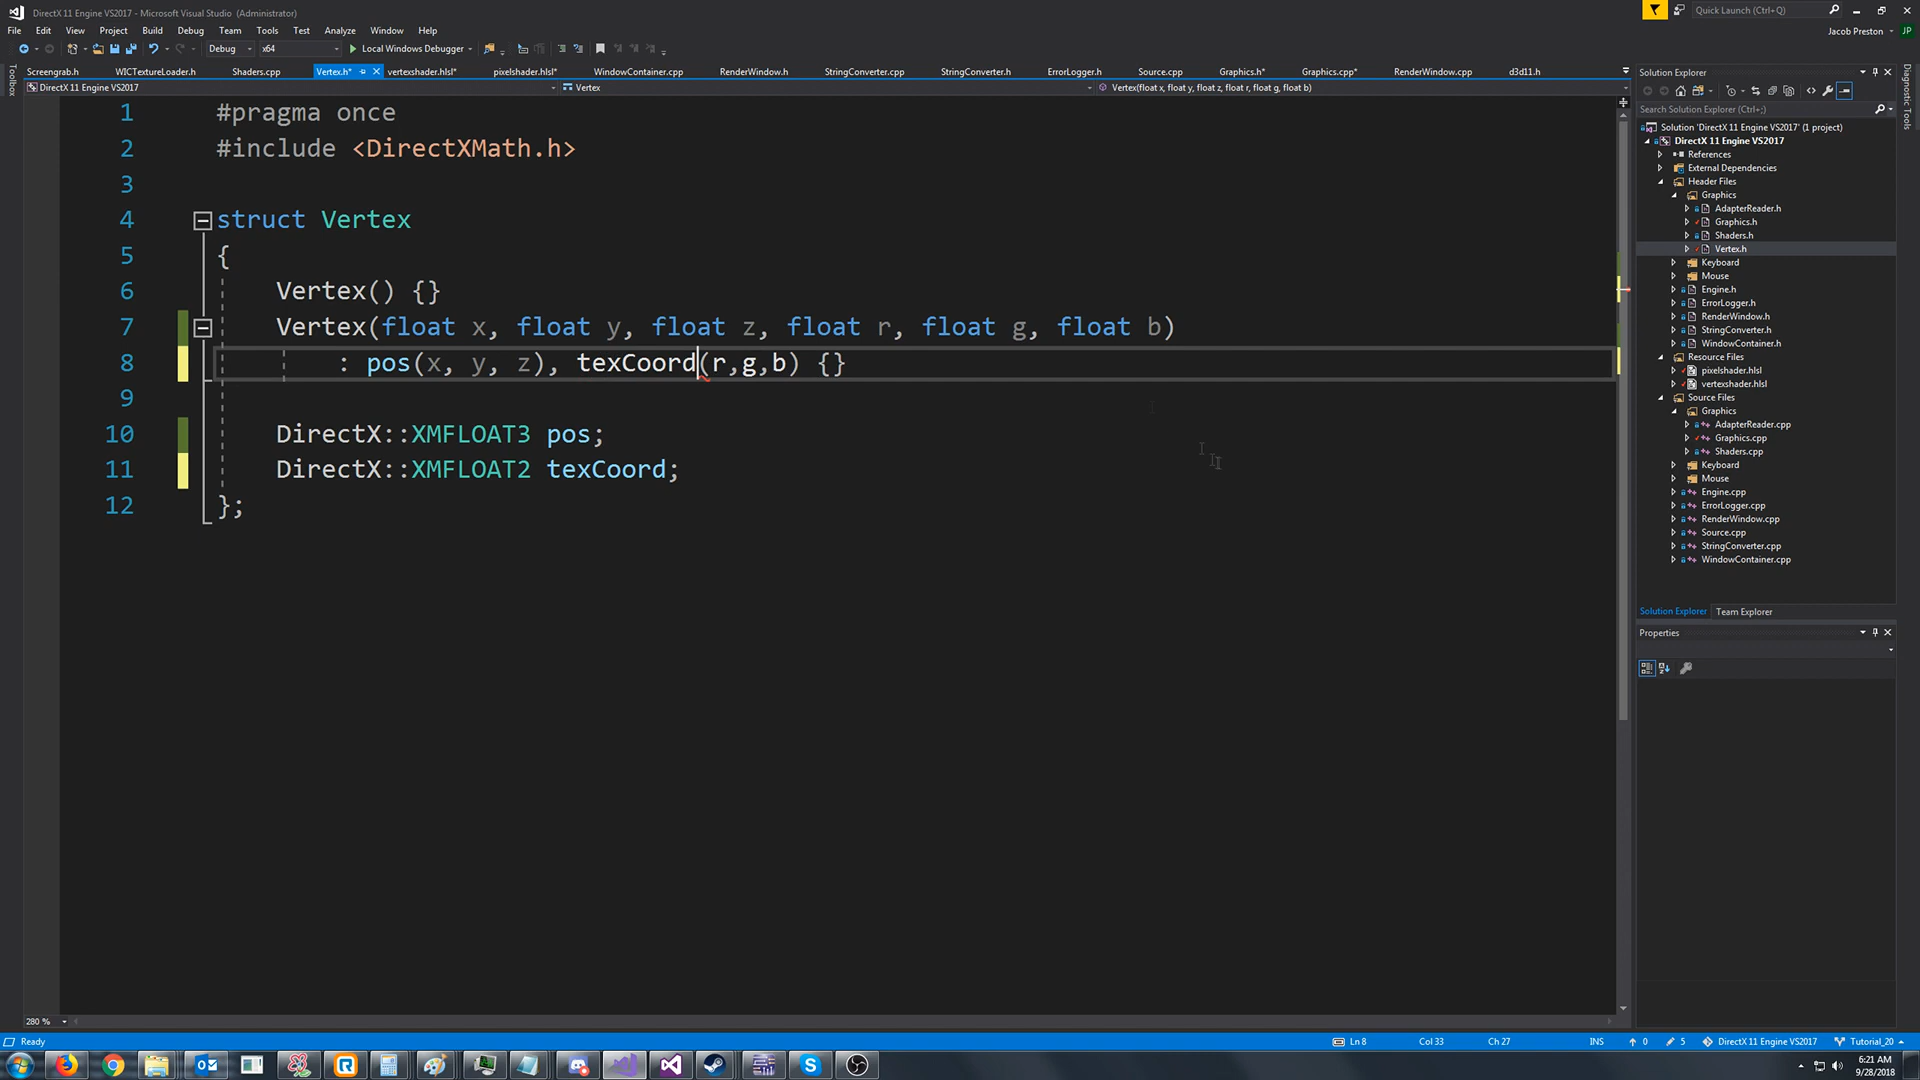 DirectX 11 Engine VS2017 - Microsoft Visual Studio (Administrator)
Quick Launch (Ctrl+Q)
File Edit View Project Build Debug Team Tools Test Analyze Window Help
Jacob Preston JP
Debug x64 Local Windows Debugger
Screengrab.h WICTextureLoader.h Shaders.cpp Vertex.h* vertexshader.hlsl* pixelshader.hlsl* WindowContainer.cpp RenderWindow.h StringConverter.cpp StringConverter.h ErrorLogger.h Source.cpp Graphics.h* Graphics.cpp* RenderWindow.cpp d3d11.h
DirectX 11 Engine VS2017 Vertex Vertex(float x, float y, float z, float r, float g, float b)
Toolbox
1 #pragma once
2 #include <DirectXMath.h>
3
4 struct Vertex
5 {
6 Vertex() {}
7 Vertex(float x, float y, float z, float r, float g, float b)
8 : pos(x, y, z), texCoord(r,g,b) {}
9
10 DirectX::XMFLOAT3 pos;
11 DirectX::XMFLOAT2 texCoord;
12 };
280 %
Solution Explorer
Search Solution Explorer (Ctrl+;)
Solution 'DirectX 11 Engine VS2017' (1 project)
DirectX 11 Engine VS2017
References
External Dependencies
Header Files
Graphics
AdapterReader.h
Graphics.h
Shaders.h
Vertex.h
Keyboard
Mouse
Engine.h
ErrorLogger.h
RenderWindow.h
StringConverter.h
WindowContainer.h
Resource Files
pixelshader.hlsl
vertexshader.hlsl
Source Files
Graphics
AdapterReader.cpp
Graphics.cpp
Shaders.cpp
Keyboard
Mouse
Engine.cpp
ErrorLogger.cpp
RenderWindow.cpp
Source.cpp
StringConverter.cpp
WindowContainer.cpp
Solution Explorer Team Explorer
Properties
Diagnostic Tools
Ready Ln 8 Col 33 Ch 27 INS 0 5 DirectX 11 Engine VS2017 Tutorial_20
6:21 AM
9/28/2018